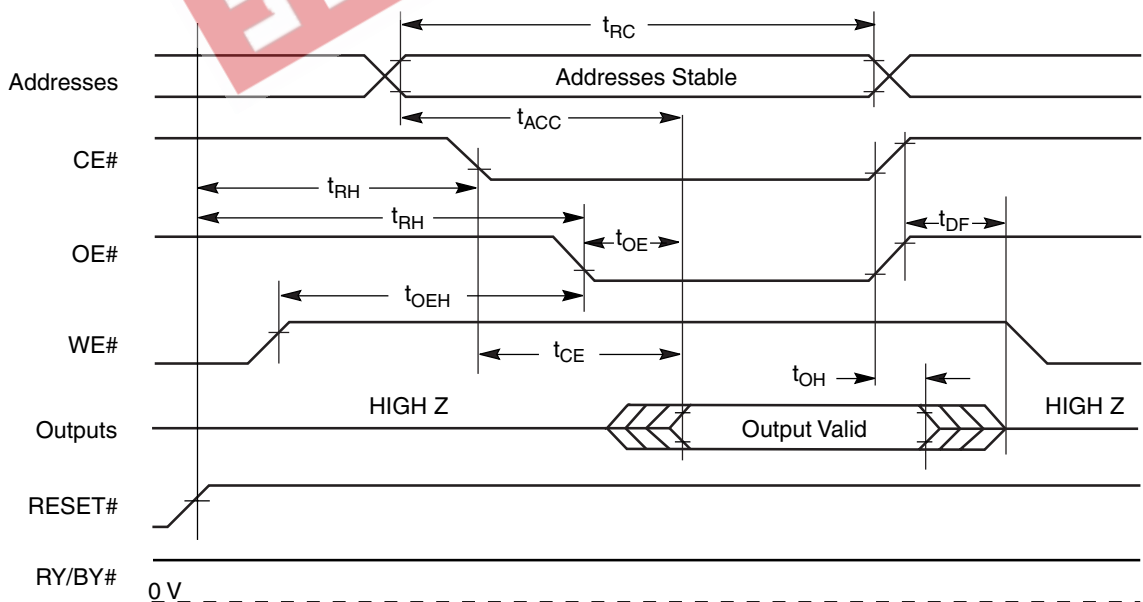 tRC
Addresses
Addresses Stable
tACC
CE#
tRH
tRH
tDF
OE#
tOE
tOEH
WE#
tCE
tOH
HIGH Z
HIGH Z
Outputs
Output Valid
RESET#
RY/BY#
0 V